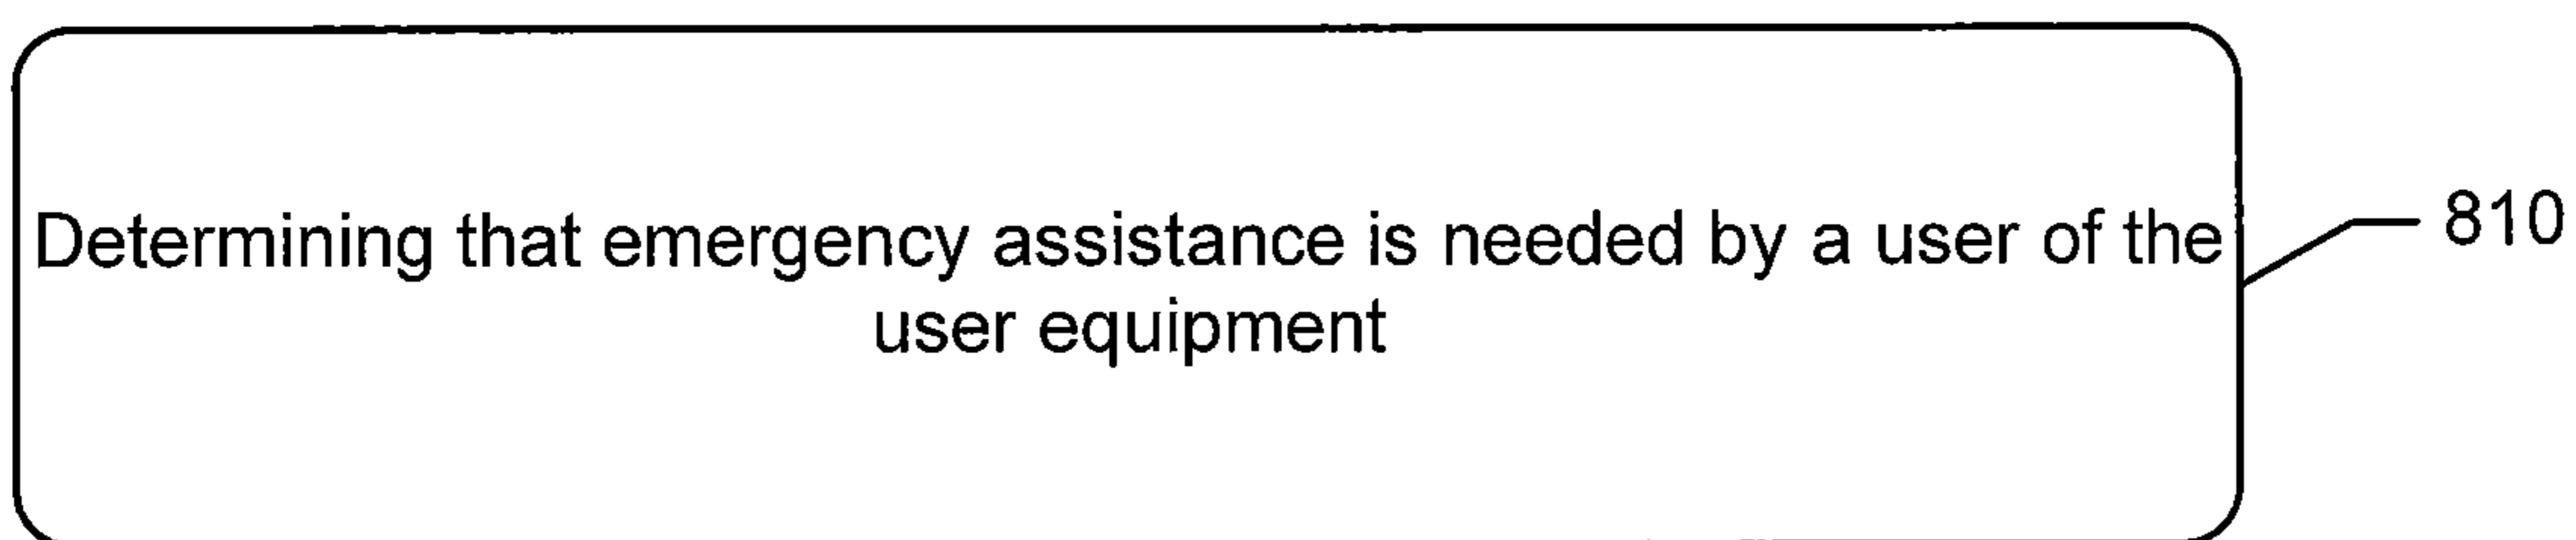 Determining that emergency assistance is needed by a user of the
user equipment
810